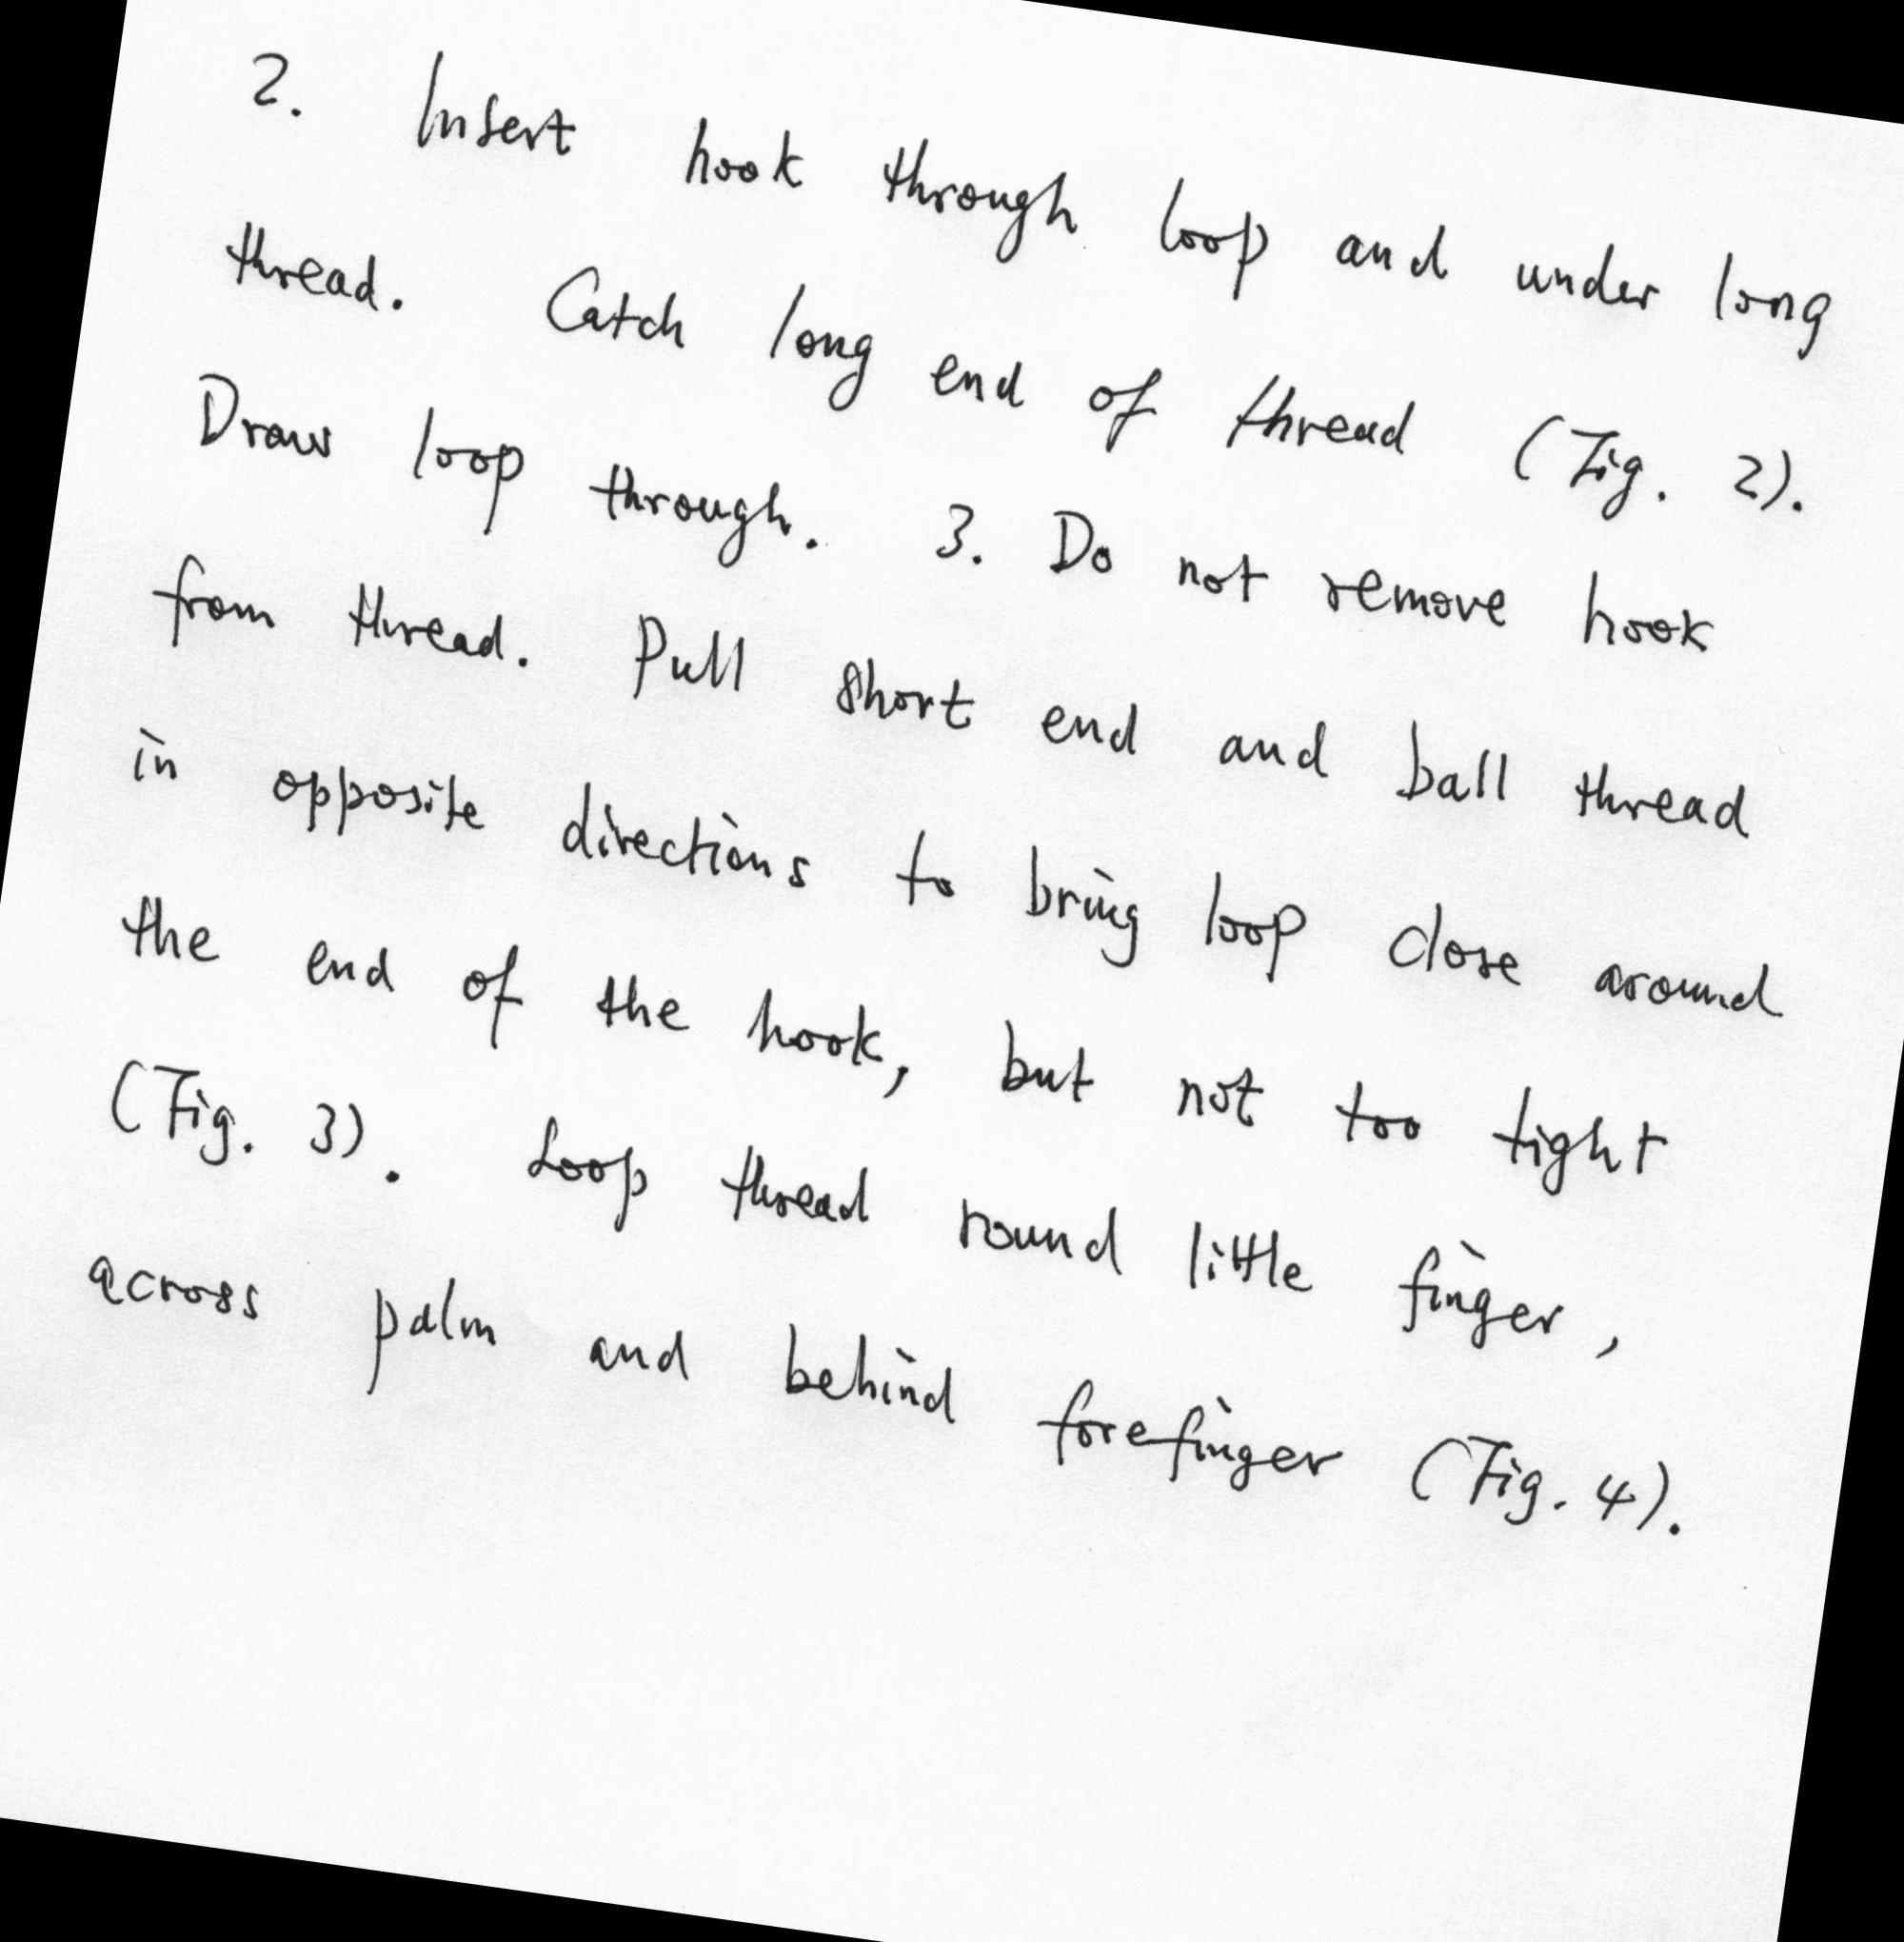 2. Insert hook through loop and under long
thread. Catch long end of thread (Fig. 2).
Draw loop through. 3. Do not remove hook
from thread. Pull short end and ball thread
in opposite directions to bring loop close around
the end of the hook, but not too tight
(Fig. 3). Loop thread round little finger,
across palm and behind forefinger (Fig. 4).